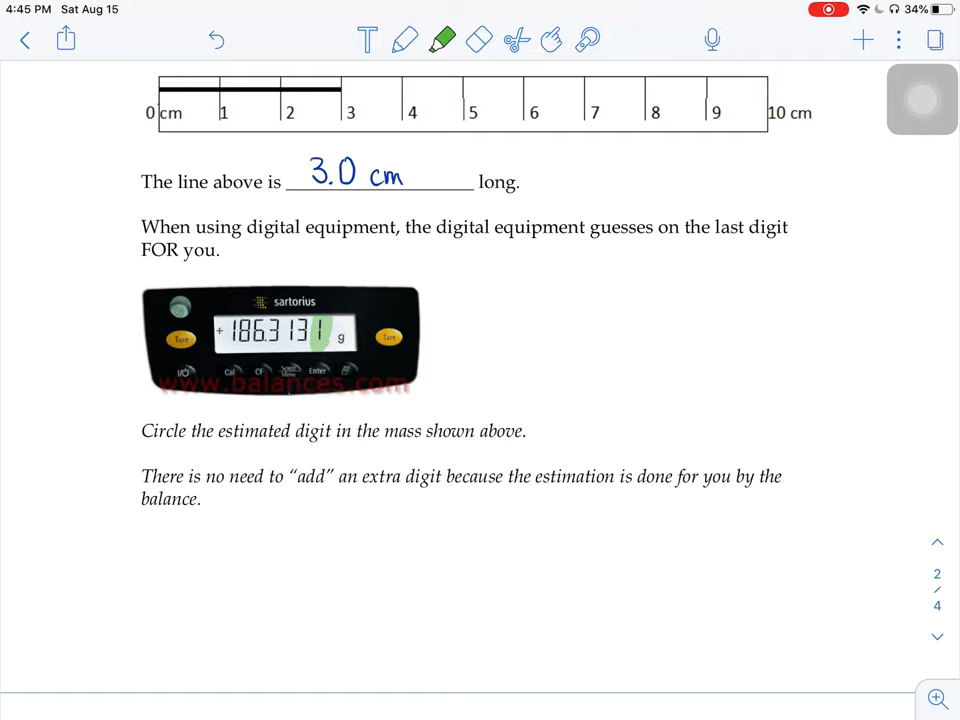 4:45 PM Sat Aug 15 34%
0 cm 1 2 3 4 5 6 7 8 9 10 cm
The line above is 3.0 cm long.
When using digital equipment, the digital equipment guesses on the last digit
FOR you.
sartorius
Tare +186.3131 g Tare
I/⏻ Cal CF Select Menu Enter
www.balances.com
Circle the estimated digit in the mass shown above.
There is no need to “add” an extra digit because the estimation is done for you by the
balance.
2
/
4